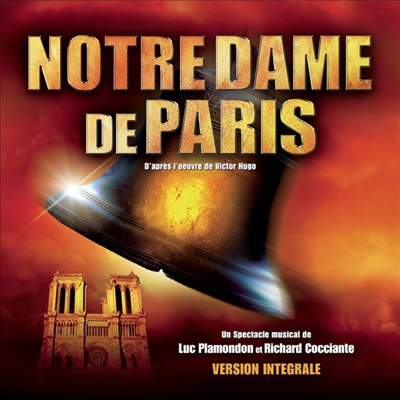 NOTRE DAME
DE PARIS
D'après l'oeuvre de Victor Hugo
Un Spectacle musical de
Luc Plamondon et Richard Cocciante
VERSION INTEGRALE